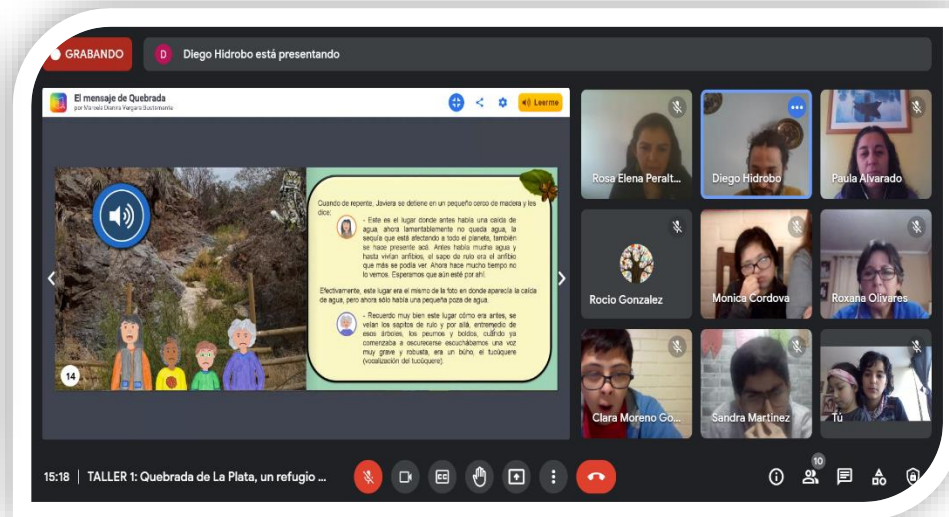 GRABANDO
D
Diego Hidrobo está presentando
El mensaje de Quebrada
Leerme
Cuando de repente, Javiera se detiene en un pequeño cerco de madera y les
dice:
- Este es el lugar donde antes había una caída de
agua, ahora lamentablemente no queda agua, la
sequía que está afectando a todo el planeta, también
se hace presente acá. Antes había mucha agua y
hasta vivían anfibios, el sapo de rulo era el anfibio
que más se podía ver. Ahora hace mucho tiempo no
lo vemos. Esperamos que aún esté por ahí.
Efectivamente, este lugar era el mismo de la foto en donde aparecía la caída
de agua, pero ahora sólo había una pequeña poza de agua.
- Recuerdo muy bien este lugar cómo era antes, se
veían los sapitos de rulo y por allá, entremedio de
esos árboles, los peumos y boldos, cuando ya
comenzaba a oscurecerse escuchábamos una voz
muy grave y robusta, era un búho, el tucúquere
(vocalización del tucúquere).
14
Rosa Elena Peralt...
Diego Hidrobo
Paula Alvarado
Rocio Gonzalez
Monica Cordova
Roxana Olivares
Clara Moreno Go...
Sandra Martinez
Tú
15:18 | TALLER 1: Quebrada de La Plata, un refugio ...
CC
10